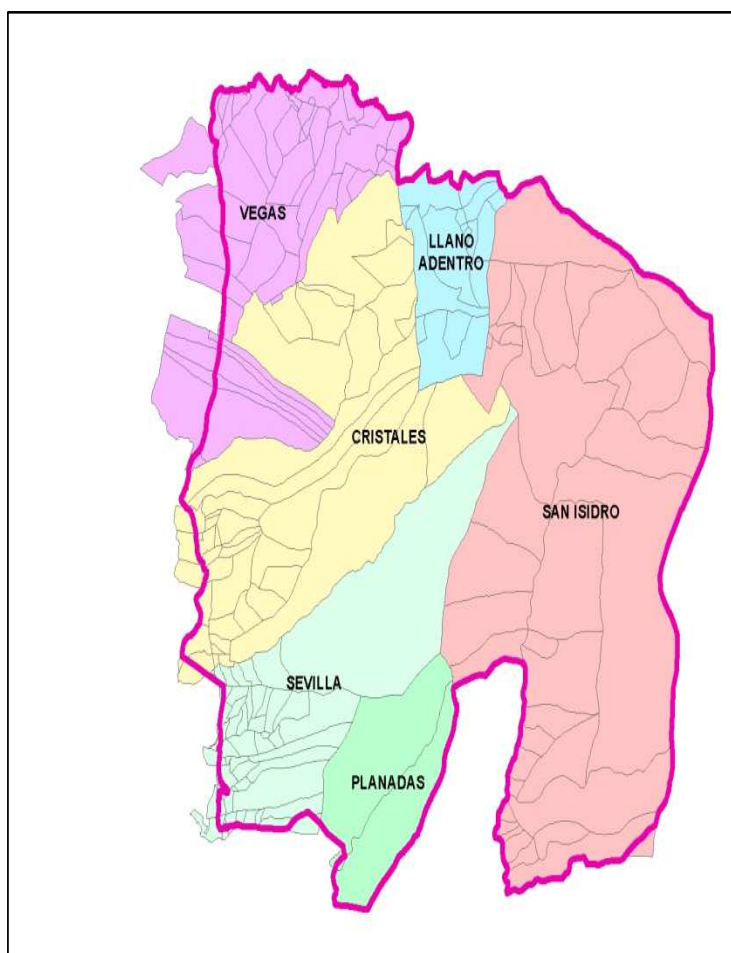 VEGAS
LLANO
ADENTRO
CRISTALES
SAN ISIDRO
SEVILLA
PLANADAS